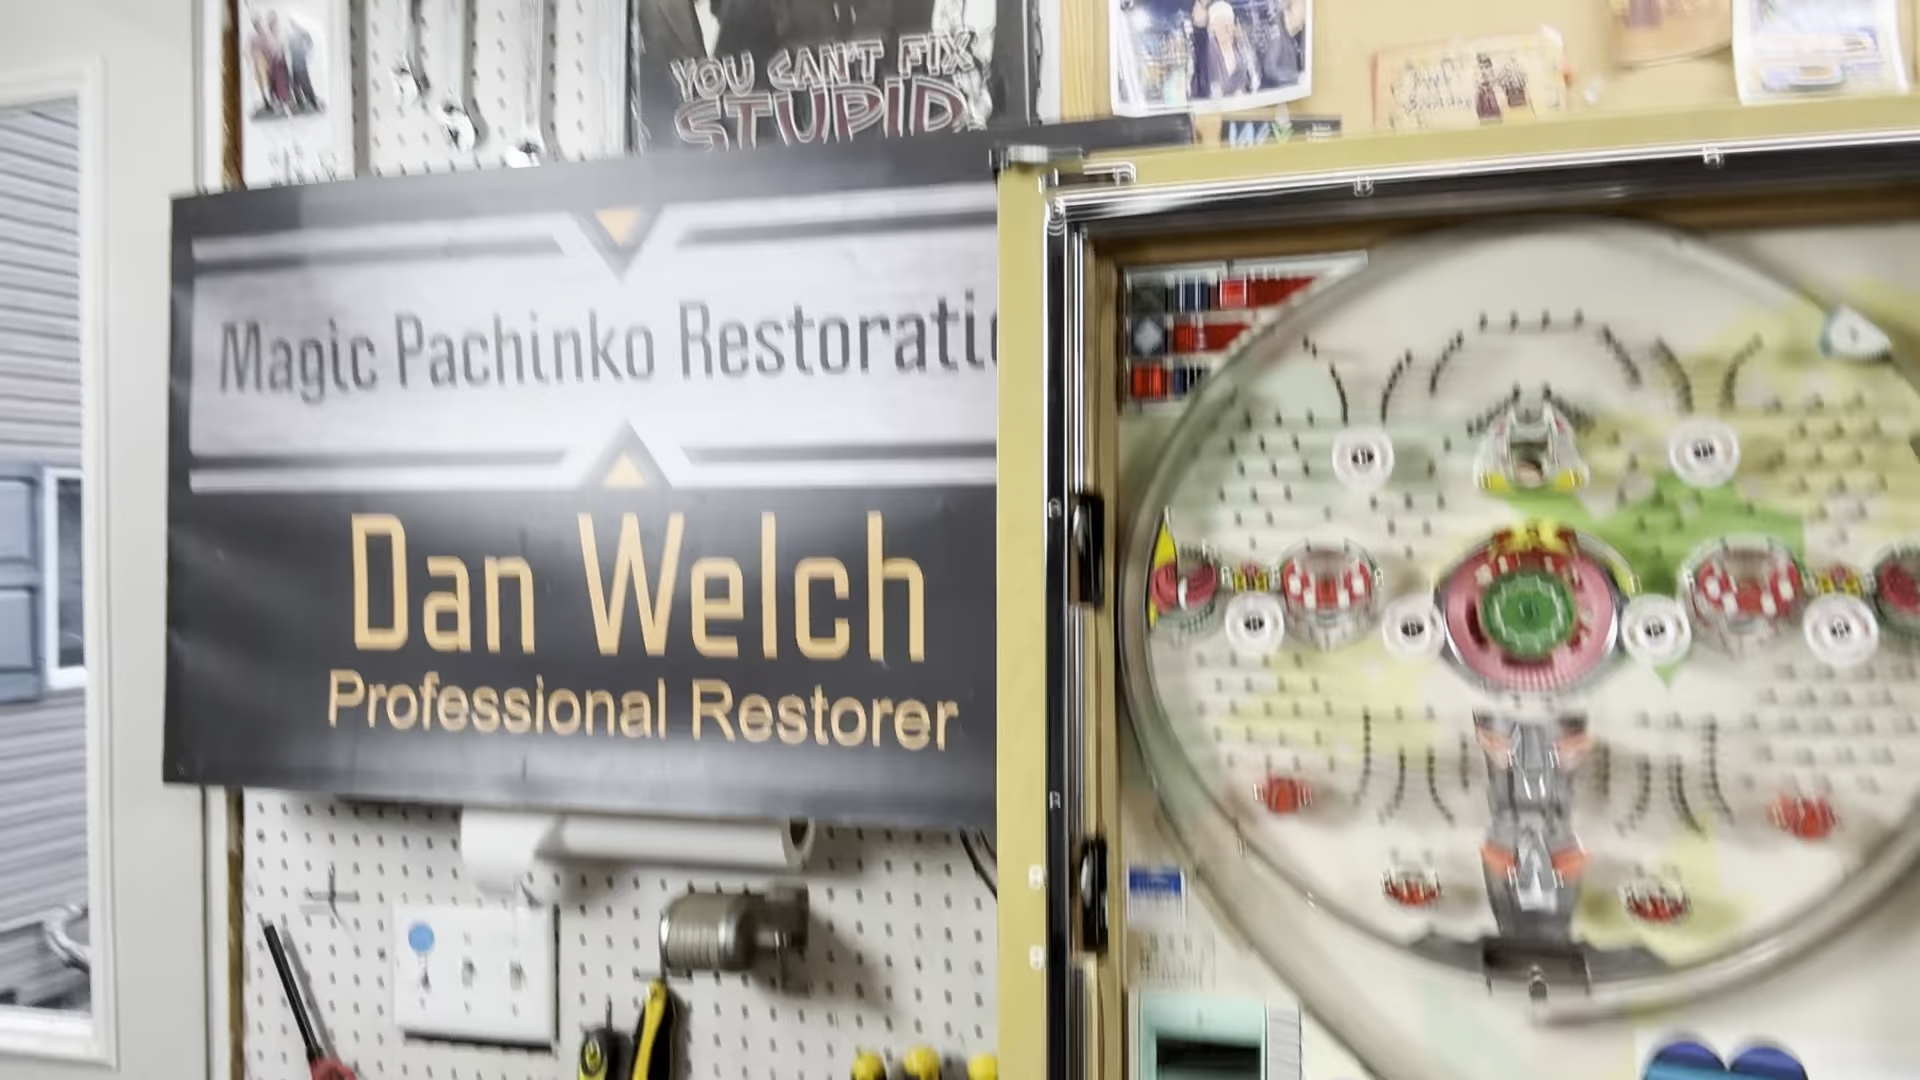 YOU CAN'T FIX
STUPID
Magic Pachinko Restoratio
Dan Welch
Professional Restorer